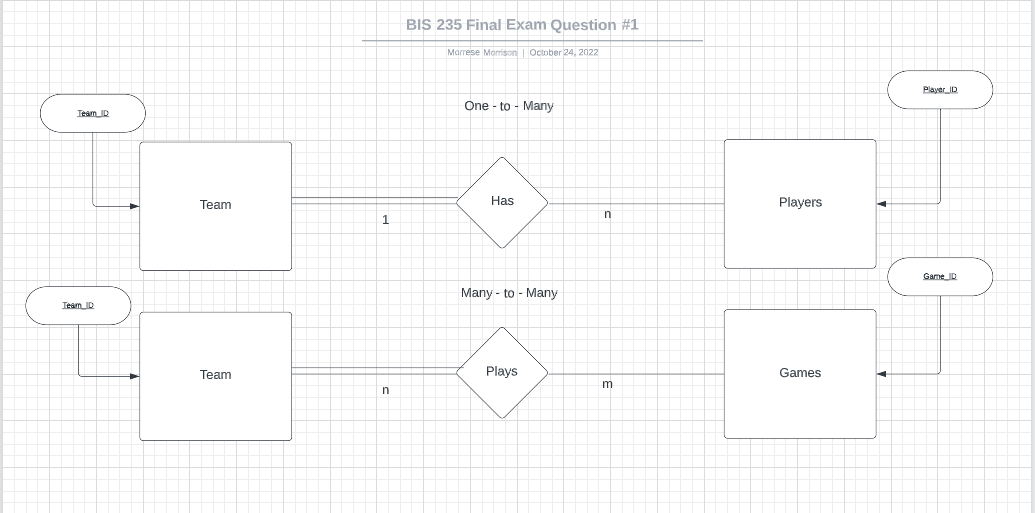 BIS 235 Final Exam Question #1
Morrese Morrison | October 24, 2022
Player_ID
One - to - Many
Team_ID
Has
Players
Team
n
1
Game_ID
Many - to - Many
Team_ID
Plays
Games
Team
m
n